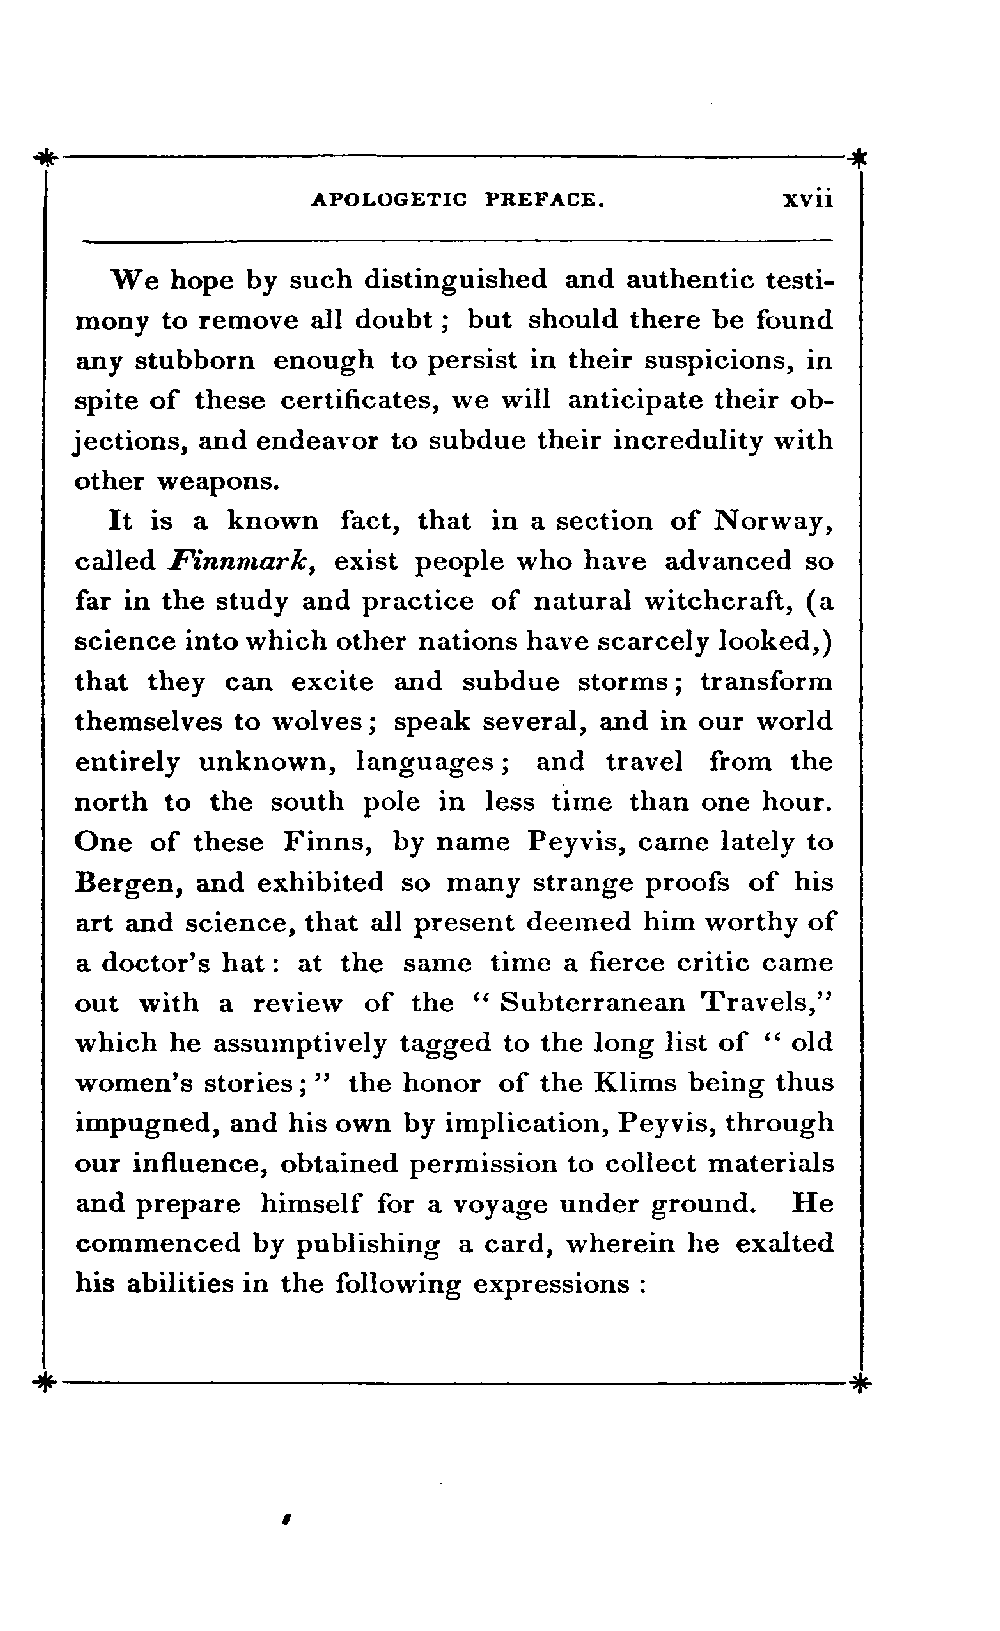 APOLOGETIC PREFACE. xvii
We hope by such distinguished and authentic testi-
mony to remove all doubt ; but should there be found
any stubborn enough to persist in their suspicions, in
spite of these certificates, we will anticipate their ob-
jections, and endeavor to subdue their incredulity with
other weapons.
It is a known fact, that in a section of Norway,
called Finnmark, exist people who have advanced so
far in the study and practice of natural witchcraft, (a
science into which other nations have scarcely looked,)
that they can excite and subdue storms ; transform
themselves to wolves ; speak several, and in our world
entirely unknown, languages ; and travel from the
north to the south pole in less time than one hour.
One of these Finns, by name Peyvis, came lately to
Bergen, and exhibited so many strange proofs of his
art and science, that all present deemed him worthy of
a doctor's hat : at the same time a fierce critic came
out with a review of the “ Subterranean Travels,”
which he assumptively tagged to the long list of “ old
women's stories ; ” the honor of the Klims being thus
impugned, and his own by implication, Peyvis, through
our influence, obtained permission to collect materials
and prepare himself for a voyage under ground. He
commenced by publishing a card, wherein he exalted
his abilities in the following expressions :